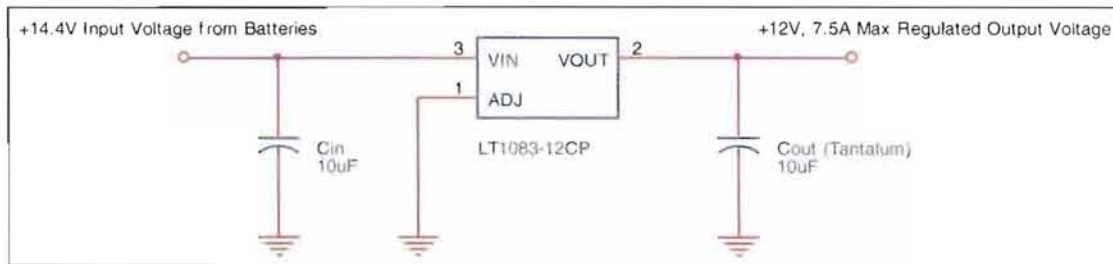 +14.4V Input Voltage from Batteries
+12V, 7.5A Max Regulated Output Voltage
3
VIN
VOUT
2
1
ADJ
LT1083-12CP
Cin
10uF
Cout (Tantalum)
10uF